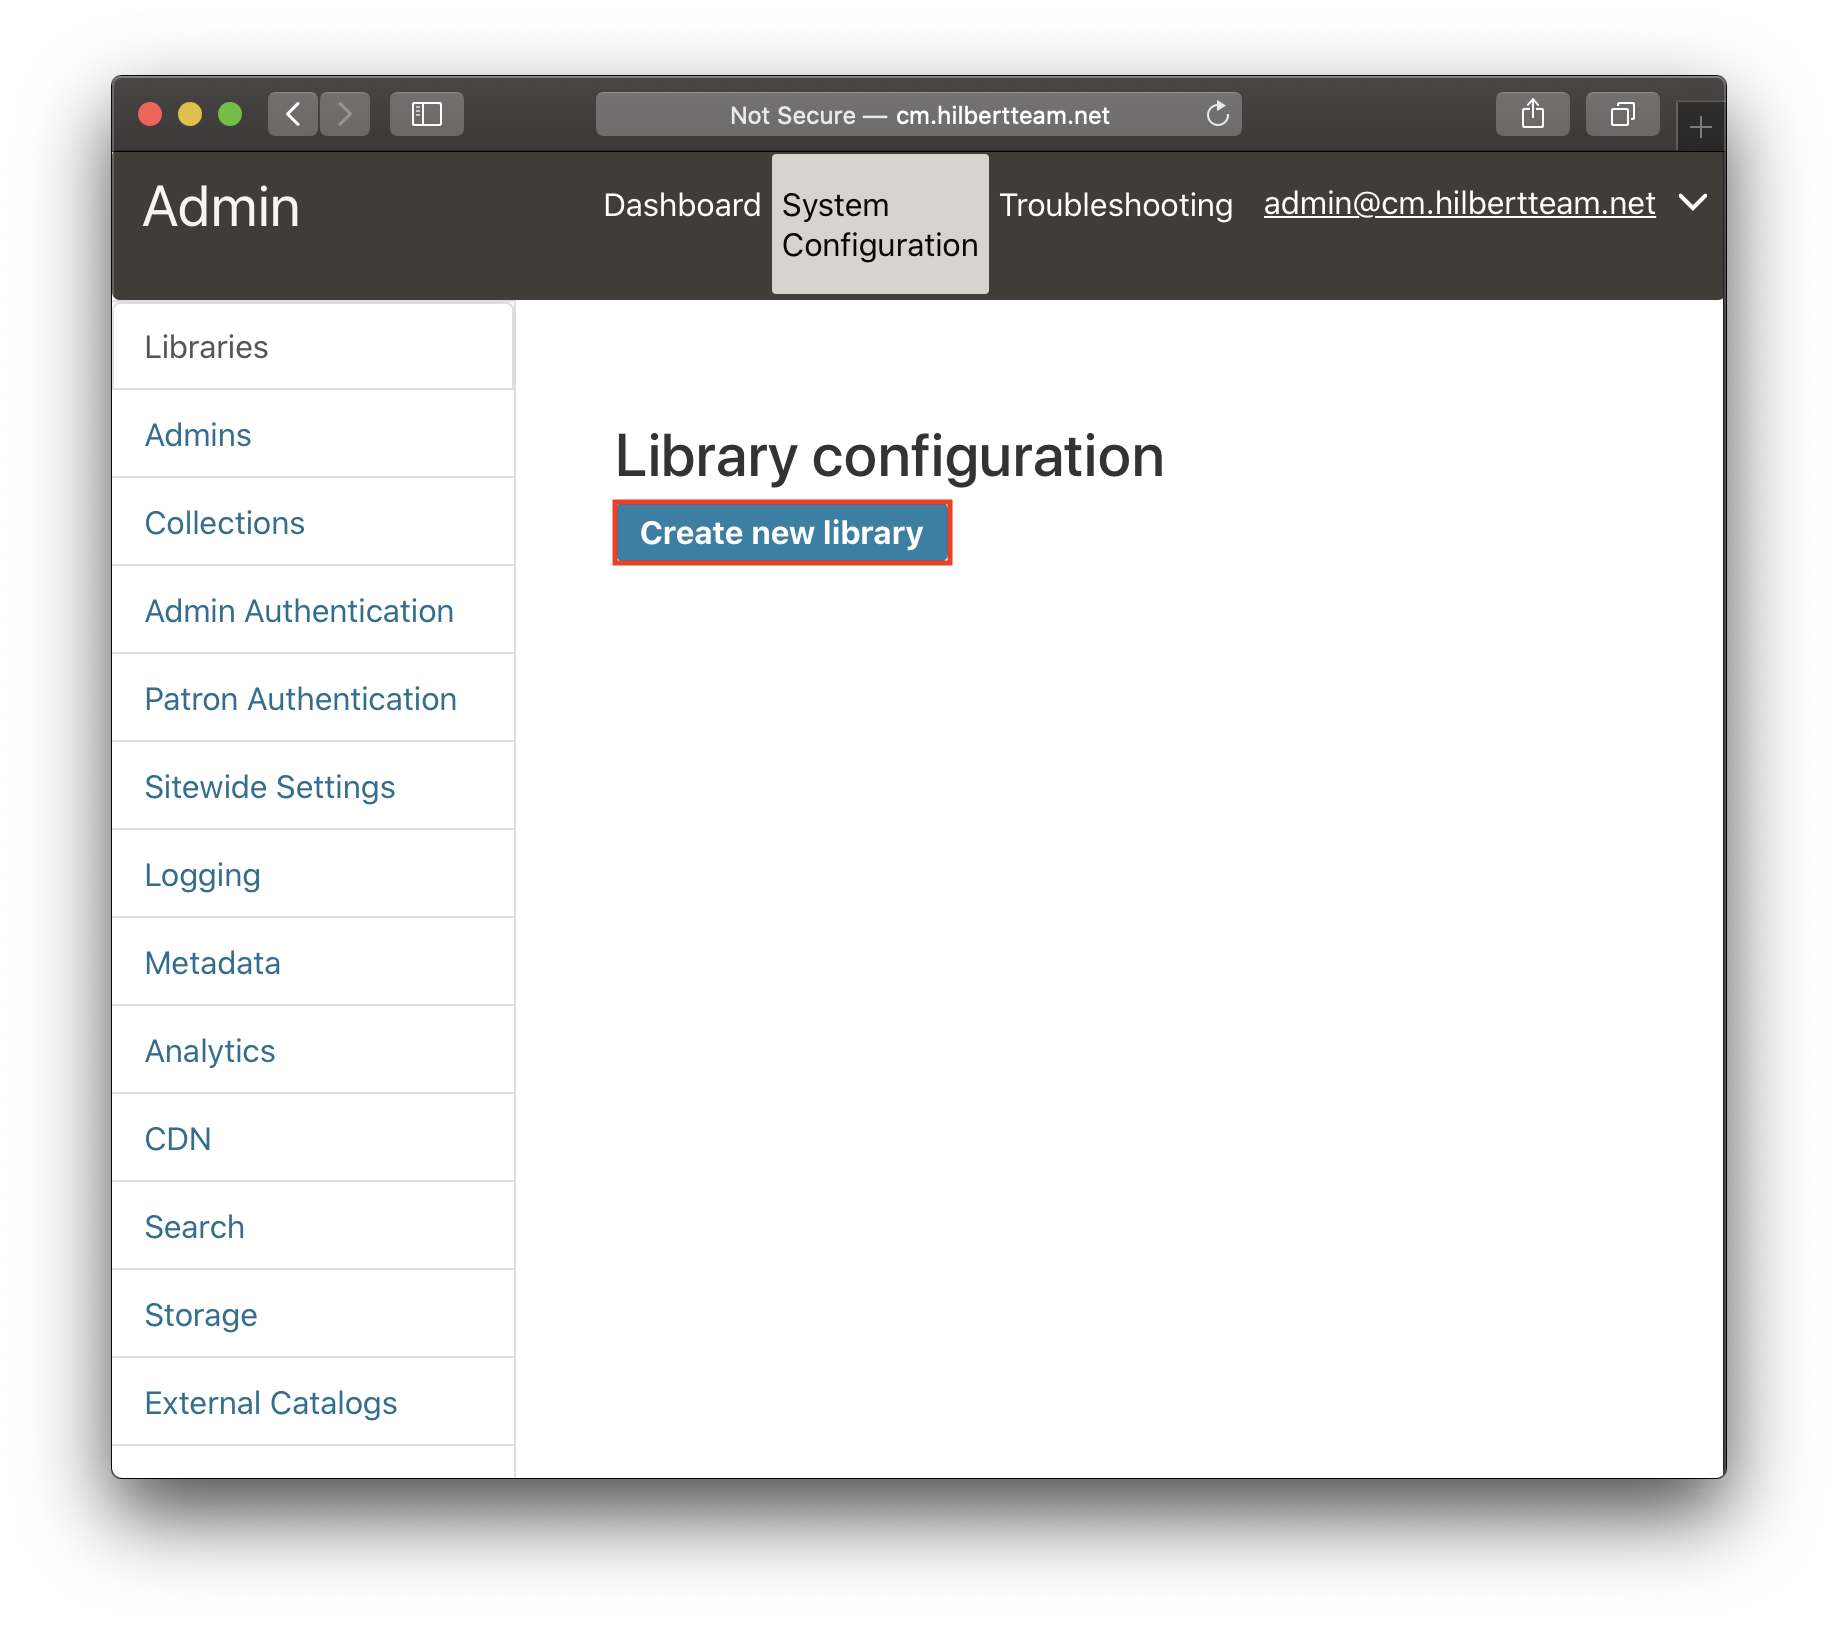 Not Secure — cm.hilbertteam.net
Admin
Dashboard
System
Configuration
Troubleshooting
admin@cm.hilbertteam.net
Libraries
Admins
Collections
Admin Authentication
Patron Authentication
Sitewide Settings
Logging
Metadata
Analytics
CDN
Search
Storage
External Catalogs
Library configuration
Create new library